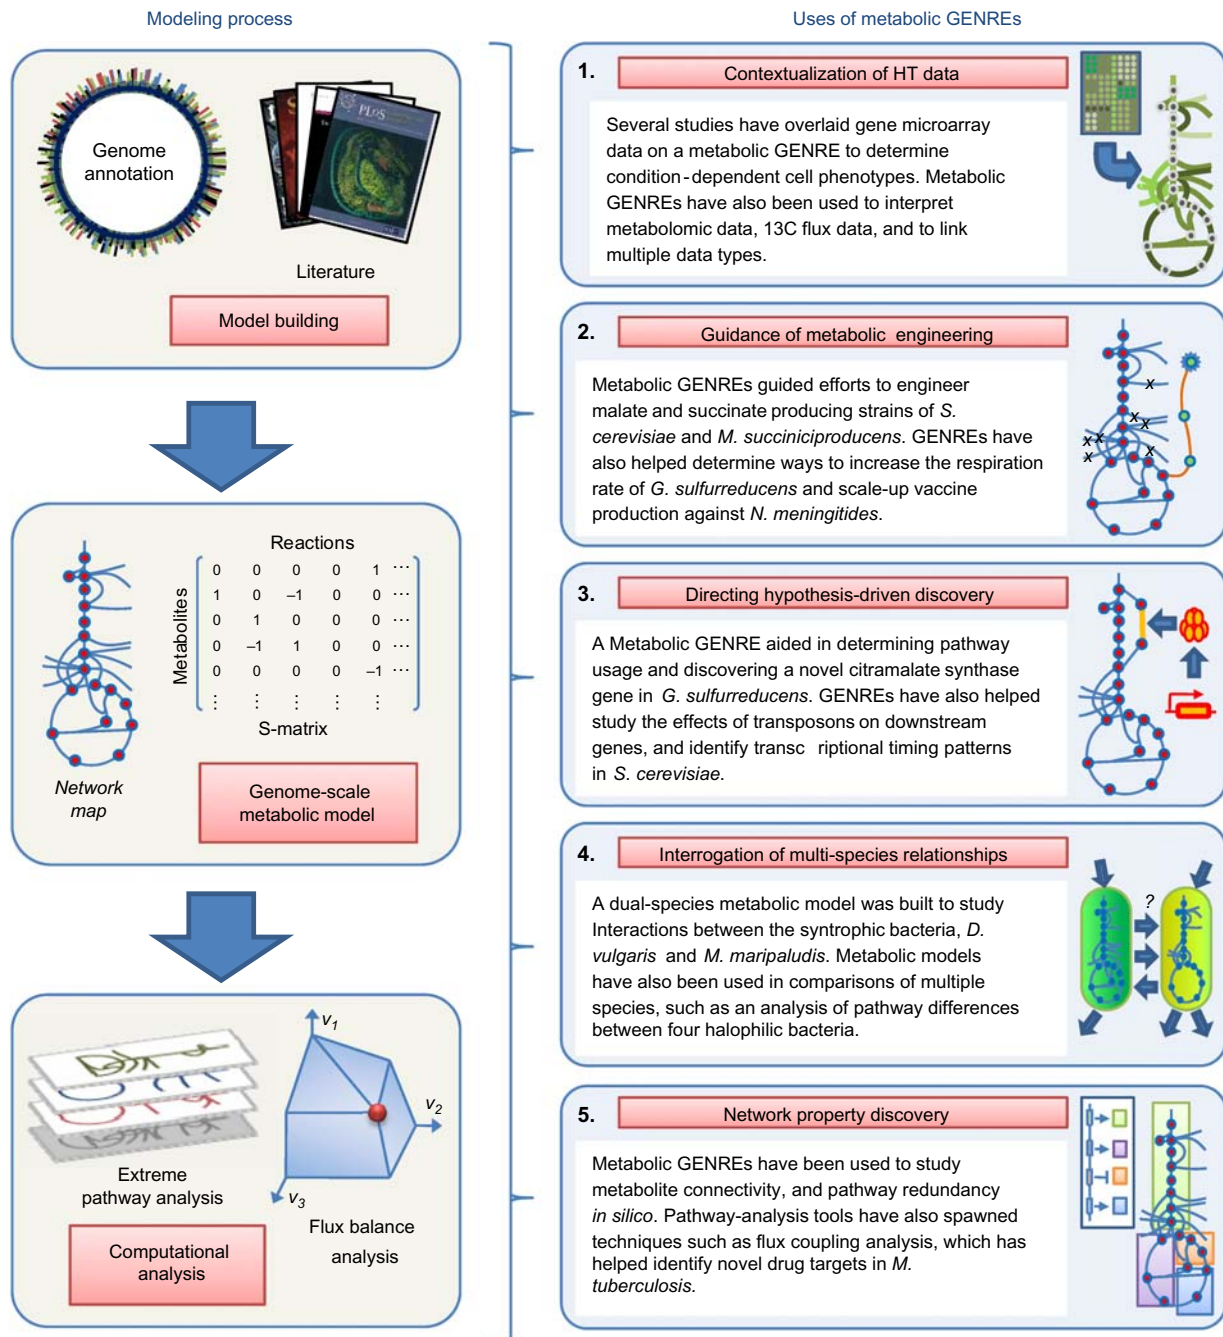 Modeling process
Genome
annotation
PLoS
Literature
Model building
Reactions
Metabolites
0 0 0 0 1 ...
1 0 –1 0 0 ...
0 1 0 0 0 ...
0 –1 1 0 0 ...
0 0 0 0 –1 ...
⋮ ⋮ ⋮ ⋮ ⋮
S-matrix
Network
map
Genome-scale
metabolic model
Extreme
pathway analysis
v1
v2
v3
Flux balance
analysis
Computational
analysis
Uses of metabolic GENREs
1. Contextualization of HT data
Several studies have overlaid gene microarray
data on a metabolic GENRE to determine
condition-dependent cell phenotypes. Metabolic
GENREs have also been used to interpret
metabolomic data, 13C flux data, and to link
multiple data types.
2. Guidance of metabolic engineering
Metabolic GENREs guided efforts to engineer
malate and succinate producing strains of S.
cerevisiae and M. succiniciproducens. GENREs have
also helped determine ways to increase the respiration
rate of G. sulfurreducens and scale-up vaccine
production against N. meningitides.
x
x
x
x
x
x
x
3. Directing hypothesis-driven discovery
A Metabolic GENRE aided in determining pathway
usage and discovering a novel citramalate synthase
gene in G. sulfurreducens. GENREs have also helped
study the effects of transposons on downstream
genes, and identify transc riptional timing patterns
in S. cerevisiae.
4. Interrogation of multi-species relationships
A dual-species metabolic model was built to study
Interactions between the syntrophic bacteria, D.
vulgaris and M. maripaludis. Metabolic models
have also been used in comparisons of multiple
species, such as an analysis of pathway differences
between four halophilic bacteria.
?
5. Network property discovery
Metabolic GENREs have been used to study
metabolite connectivity, and pathway redundancy
in silico. Pathway-analysis tools have also spawned
techniques such as flux coupling analysis, which has
helped identify novel drug targets in M.
tuberculosis.